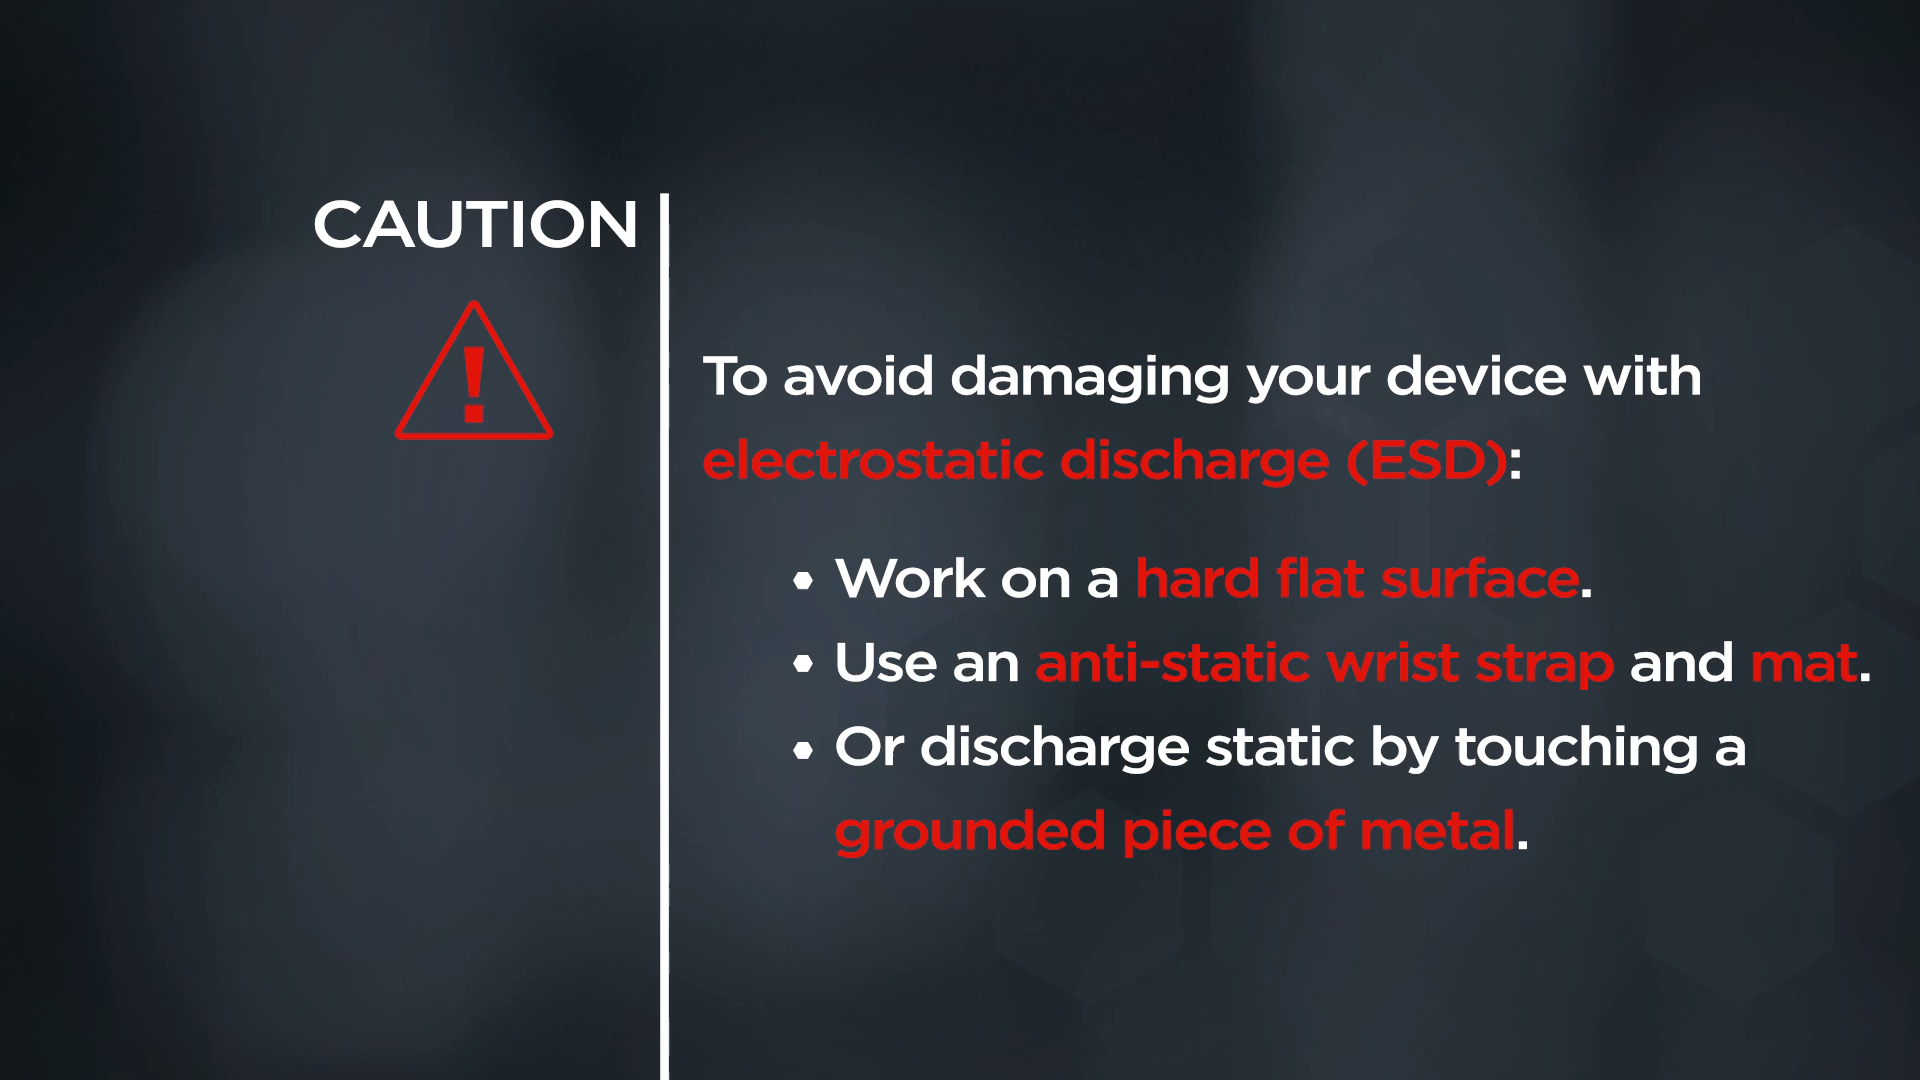 CAUTION
!
To avoid damaging your device with
electrostatic discharge (ESD):
• Work on a hard flat surface.
• Use an anti-static wrist strap and mat.
• Or discharge static by touching a
grounded piece of metal.